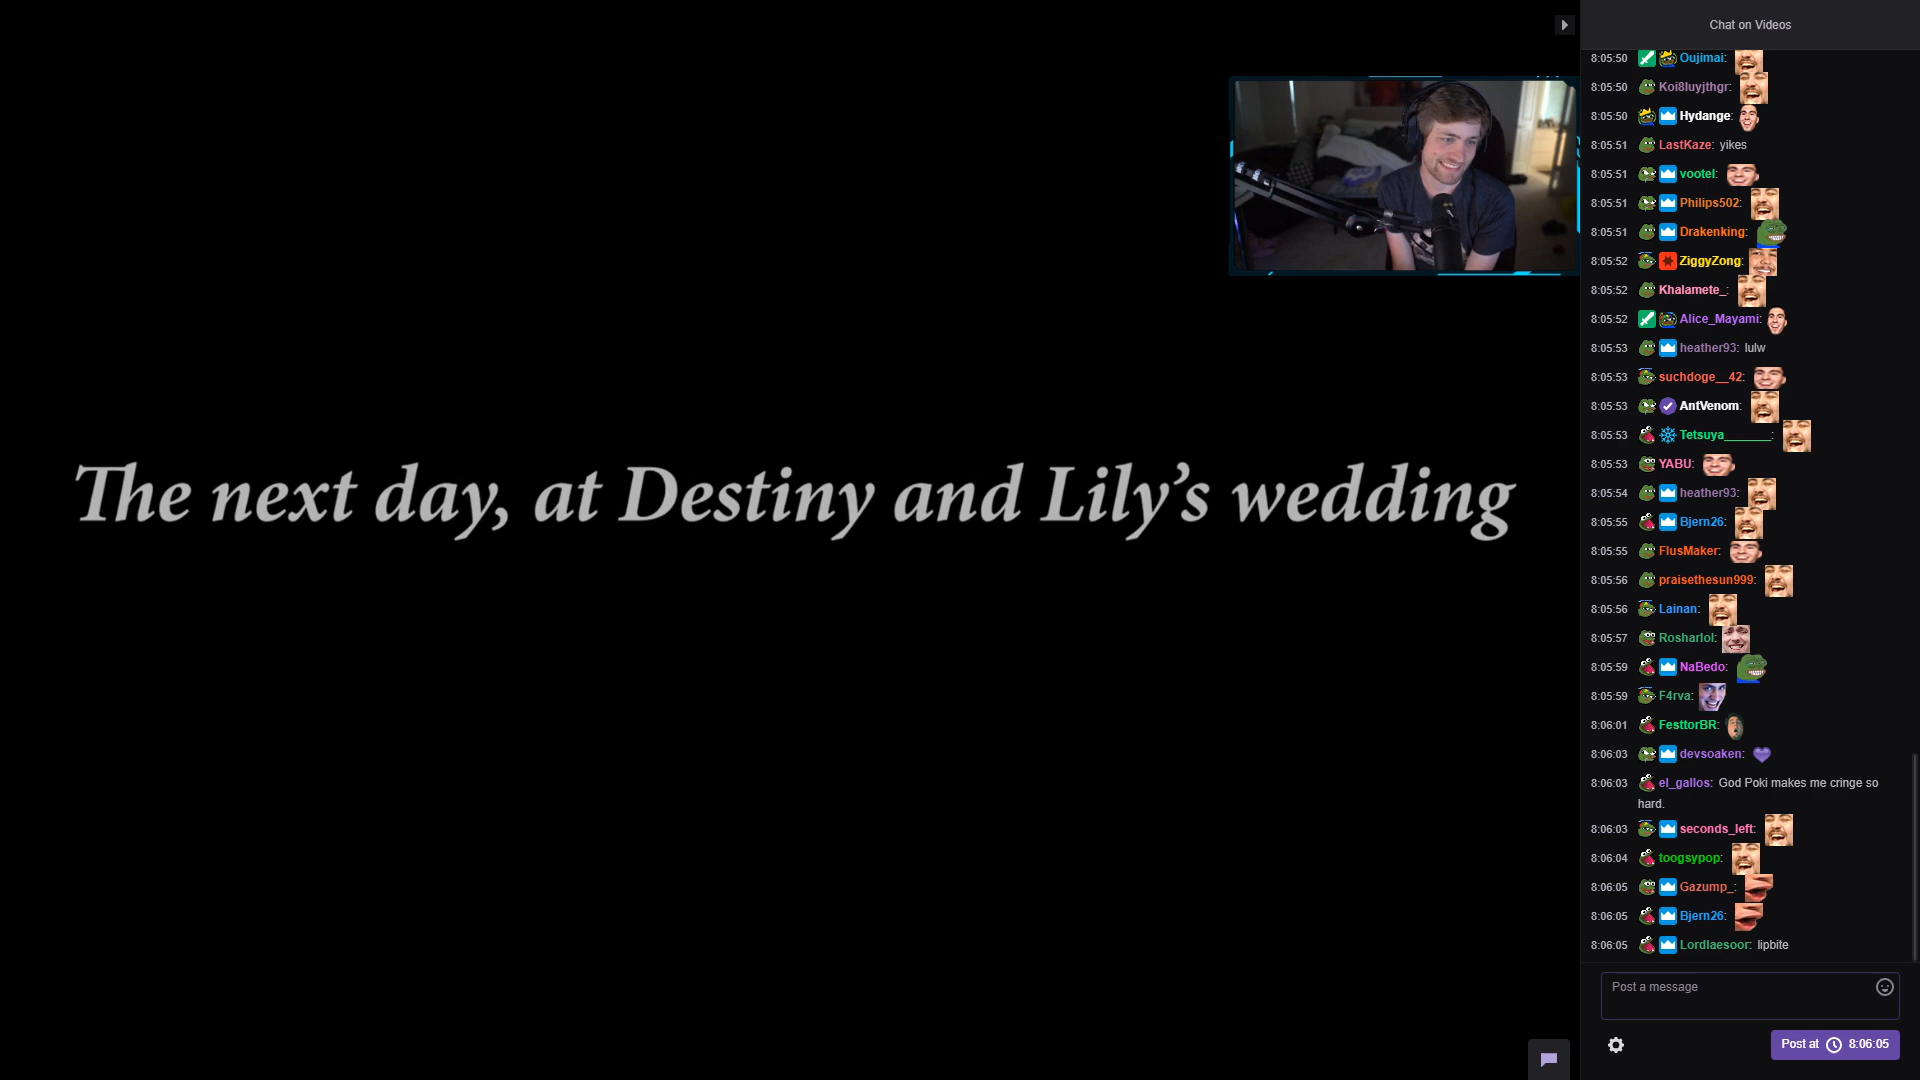 The next day, at Destiny and Lily's wedding
Chat on Videos
8:05:50 Oujimai:
8:05:50 Koi8luyjthgr:
8:05:50 Hydange:
8:05:51 LastKaze: yikes
8:05:51 vootel:
8:05:51 Philips502:
8:05:51 Drakenking:
8:05:52 ZiggyZong:
8:05:52 Khalamete_:
8:05:52 Alice_Mayami:
8:05:53 heather93: lulw
8:05:53 suchdoge__42:
8:05:53 AntVenom:
8:05:53 Tetsuya_______:
8:05:53 YABU:
8:05:54 heather93:
8:05:55 Bjern26:
8:05:55 FlusMaker:
8:05:56 praisethesun999:
8:05:56 Lainan:
8:05:57 Rosharlol:
8:05:59 NaBedo:
8:05:59 F4rva:
8:06:01 FesttorBR:
8:06:03 devsoaken:
8:06:03 el_gallos: God Poki makes me cringe so
hard.
8:06:03 seconds_left:
8:06:04 toogsypop:
8:06:05 Gazump_:
8:06:05 Bjern26:
8:06:05 Lordlaesoor: lipbite
Post a message
Post at 8:06:05